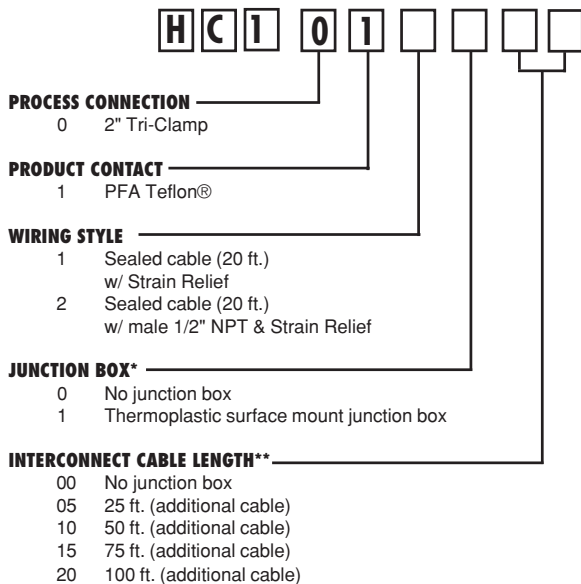 HC1 01
PROCESS CONNECTION
0 2" Tri-Clamp
PRODUCT CONTACT
1 PFA Teflon®
WIRING STYLE
1 Sealed cable (20 ft.)
w/ Strain Relief
2 Sealed cable (20 ft.)
w/ male 1/2" NPT & Strain Relief
JUNCTION BOX*
0 No junction box
1 Thermoplastic surface mount junction box
INTERCONNECT CABLE LENGTH**
00 No junction box
05 25 ft. (additional cable)
10 50 ft. (additional cable)
15 75 ft. (additional cable)
20 100 ft. (additional cable)